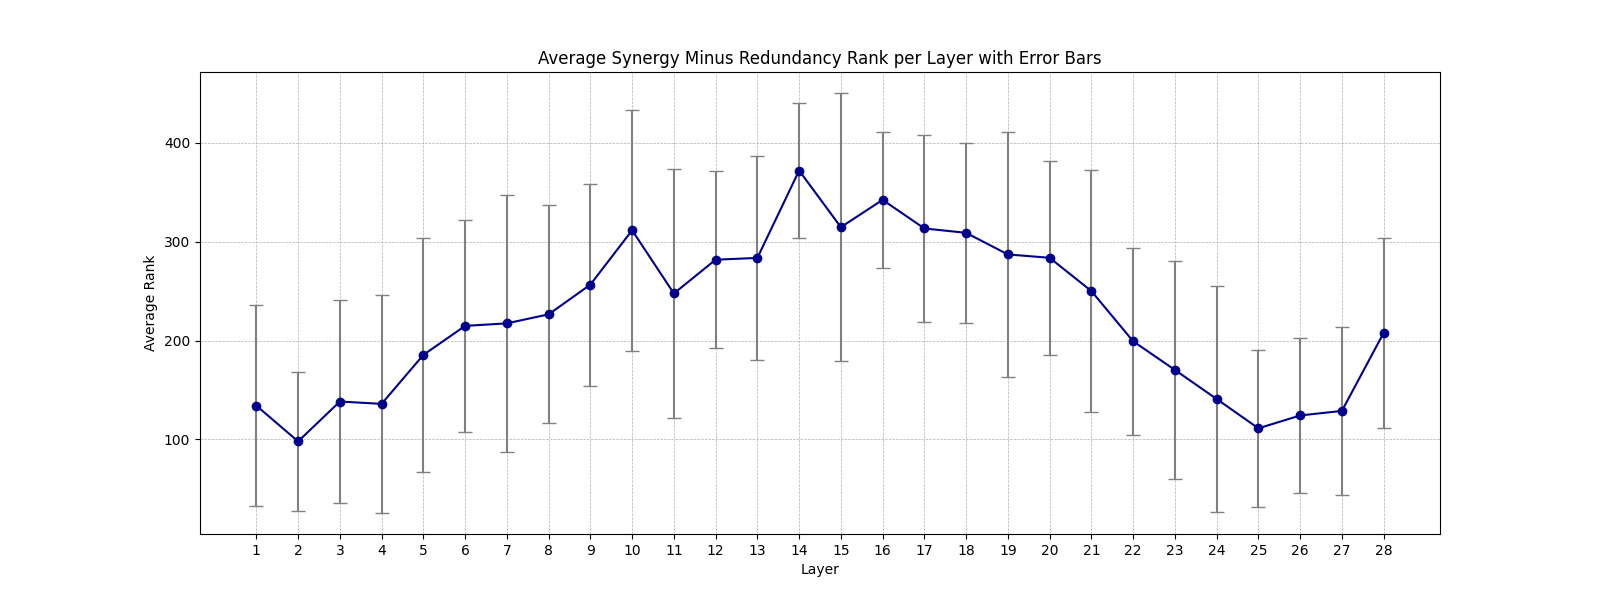 Average Synergy Minus Redundancy Rank per Layer with Error Bars
400
300
200
100
Average Rank
1 2 3 4 5 6 7 8 9 10 11 12 13 14 15 16 17 18 19 20 21 22 23 24 25 26 27 28
Layer